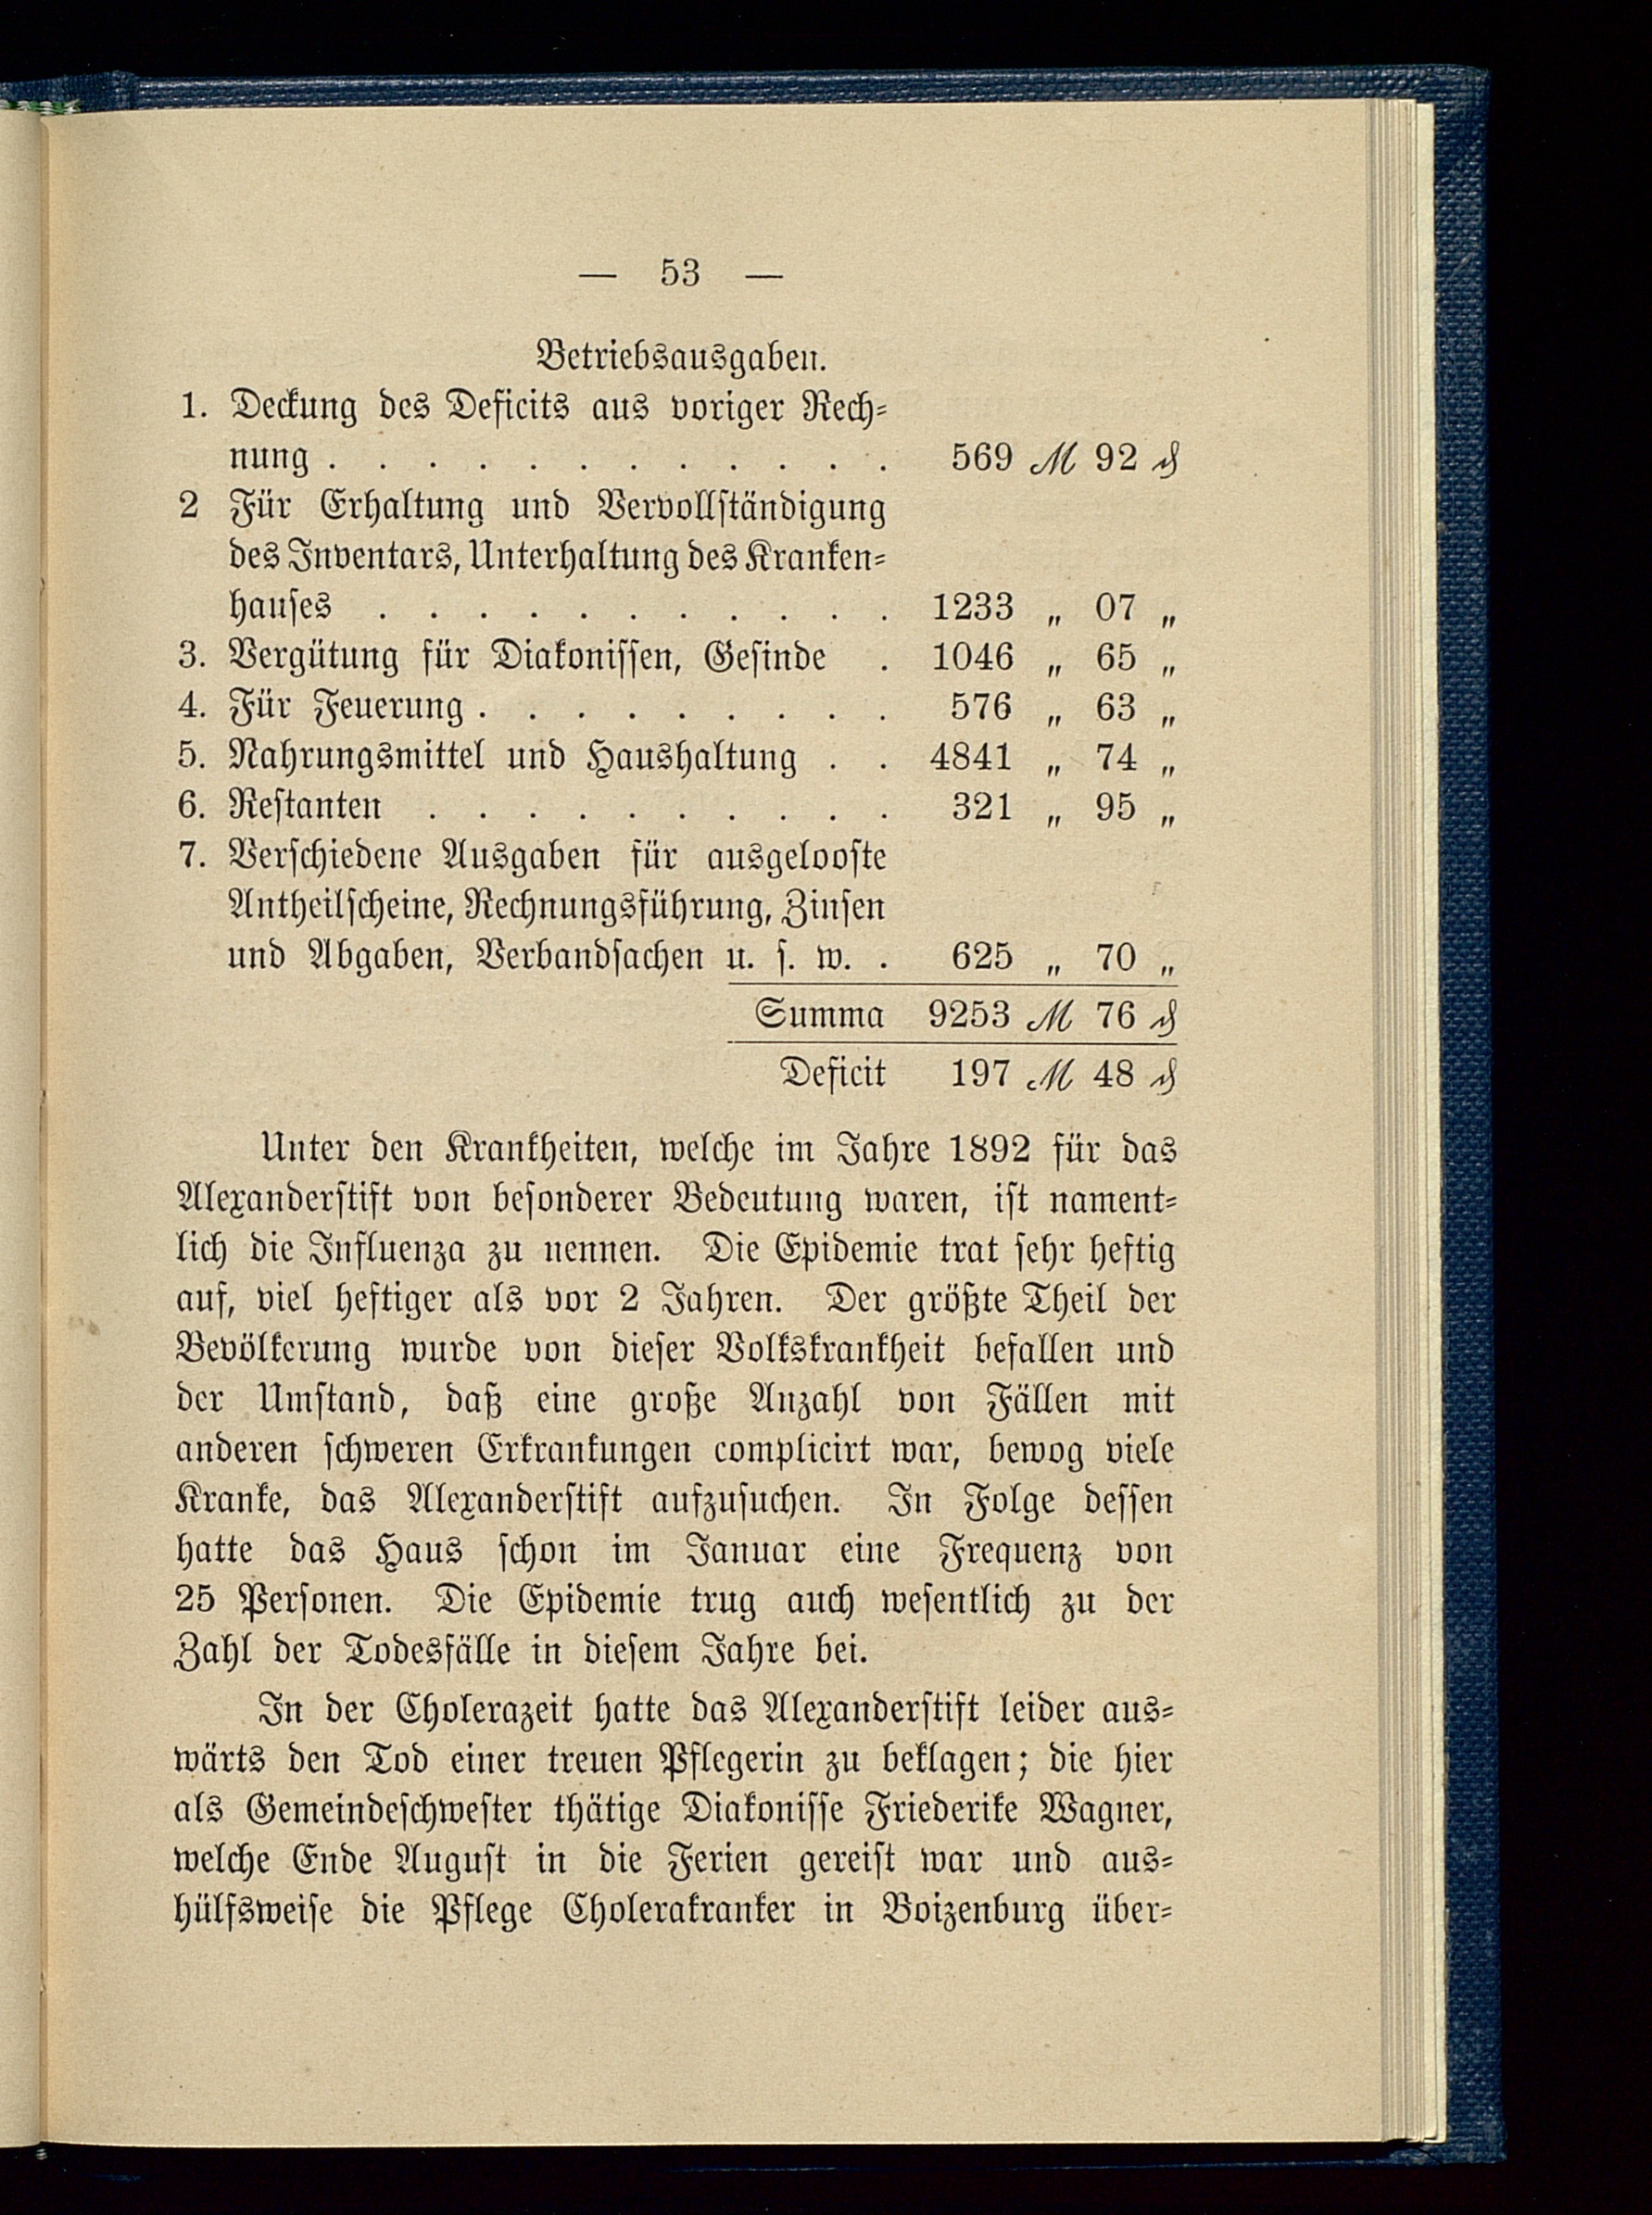 — 53 —
Betriebsausgaben.
1. Deckung des Deficits aus voriger Rech-
nung . . . . . . . . . . . . 569 ℳ 92 ₰
2 Für Erhaltung und Vervollständigung
des Inventars, Unterhaltung des Kranken-
hauses . . . . . . . . . . . 1233 „ 07 „
3. Vergütung für Diakonissen, Gesinde . 1046 „ 65 „
4. Für Feuerung . . . . . . . . . 576 „ 63 „
5. Nahrungsmittel und Haushaltung . . 4841 „ 74 „
6. Restanten . . . . . . . . . . 321 „ 95 „
7. Verschiedene Ausgaben für ausgelooste
Antheilscheine, Rechnungsführung, Zinsen
und Abgaben, Verbandsachen u. s. w. . 625 „ 70 „
Summa 9253 ℳ 76 ₰
Deficit 197 ℳ 48 ₰
Unter den Krankheiten, welche im Jahre 1892 für das
Alexanderstift von besonderer Bedeutung waren, ist nament-
lich die Influenza zu nennen. Die Epidemie trat sehr heftig
auf, viel heftiger als vor 2 Jahren. Der größte Theil der
Bevölkerung wurde von dieser Volkskrankheit befallen und
der Umstand, daß eine große Anzahl von Fällen mit
anderen schweren Erkrankungen complicirt war, bewog viele
Kranke, das Alexanderstift aufzusuchen. In Folge dessen
hatte das Haus schon im Januar eine Frequenz von
25 Personen. Die Epidemie trug auch wesentlich zu der
Zahl der Todesfälle in diesem Jahre bei.
In der Cholerazeit hatte das Alexanderstift leider aus-
wärts den Tod einer treuen Pflegerin zu beklagen; die hier
als Gemeindeschwester thätige Diakonisse Friederike Wagner,
welche Ende August in die Ferien gereist war und aus-
hülfsweise die Pflege Cholerakranker in Boizenburg über-